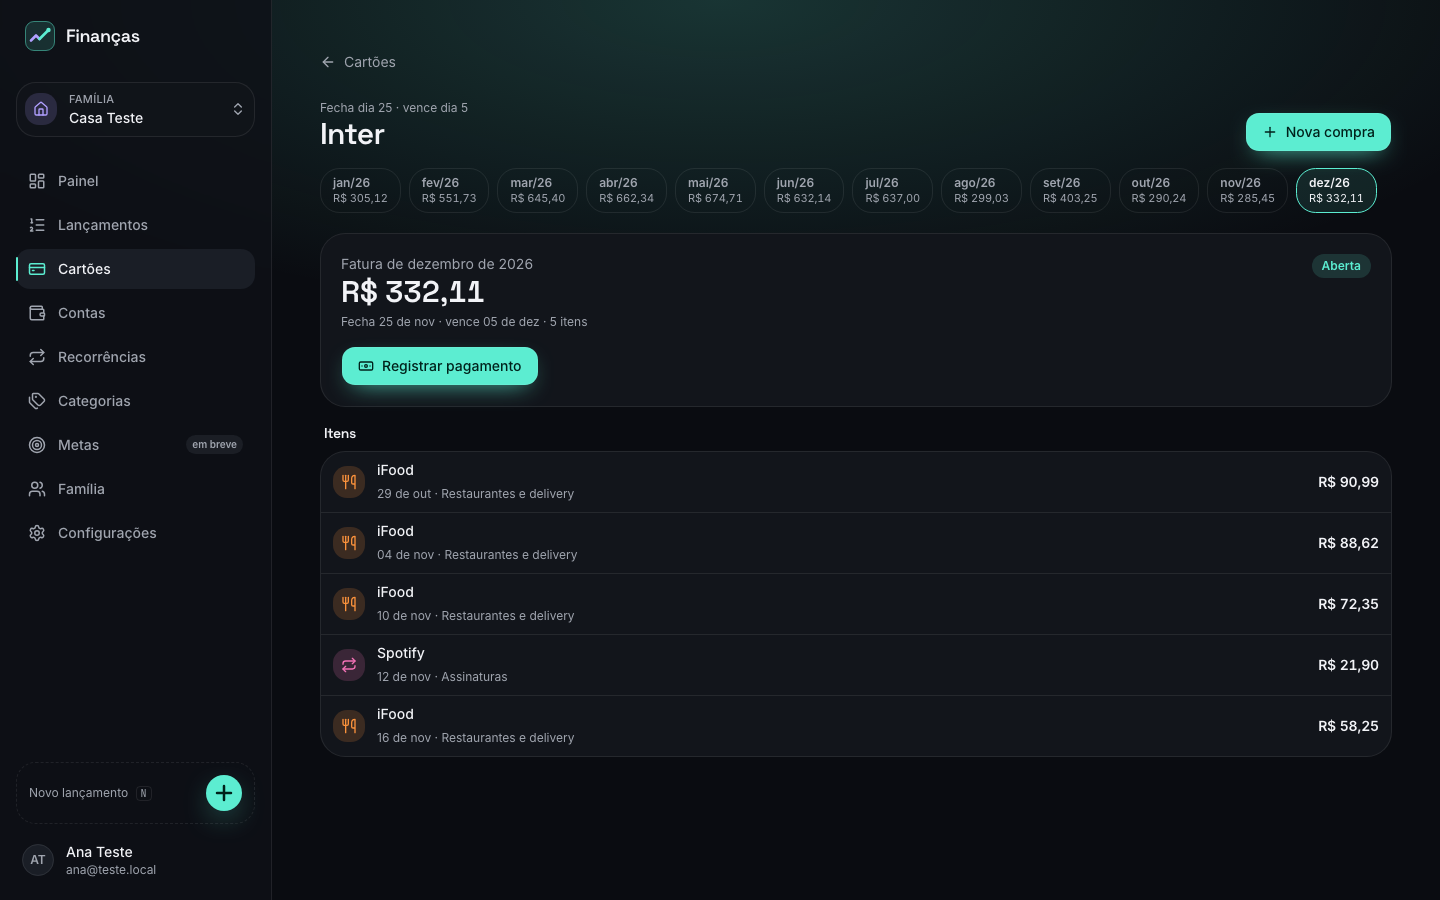 Finanças
FAMÍLIA
Casa Teste
Painel
Lançamentos
Cartões
Contas
Recorrências
Categorias
Metas em breve
Família
Configurações
Novo lançamento N
AT
Ana Teste
ana@teste.local
Cartões
Fecha dia 25 · vence dia 5
Inter
Nova compra
jan/26
R$ 305,12
fev/26
R$ 551,73
mar/26
R$ 645,40
abr/26
R$ 662,34
mai/26
R$ 674,71
jun/26
R$ 632,14
jul/26
R$ 637,00
ago/26
R$ 299,03
set/26
R$ 403,25
out/26
R$ 290,24
nov/26
R$ 285,45
dez/26
R$ 332,11
Fatura de dezembro de 2026
Aberta
R$ 332,11
Fecha 25 de nov · vence 05 de dez · 5 itens
Registrar pagamento
Itens
iFood
29 de out · Restaurantes e delivery
R$ 90,99
iFood
04 de nov · Restaurantes e delivery
R$ 88,62
iFood
10 de nov · Restaurantes e delivery
R$ 72,35
Spotify
12 de nov · Assinaturas
R$ 21,90
iFood
16 de nov · Restaurantes e delivery
R$ 58,25